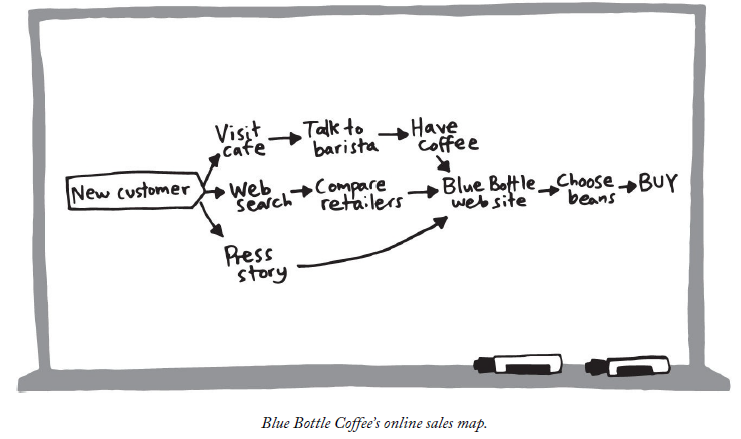 Visit
cafe
Talk to
barista
Have
coffee
New customer
Web
search
Compare
retailers
Blue Bottle
web site
Choose
beans
BUY
Press
story
Blue Bottle Coffee's online sales map.